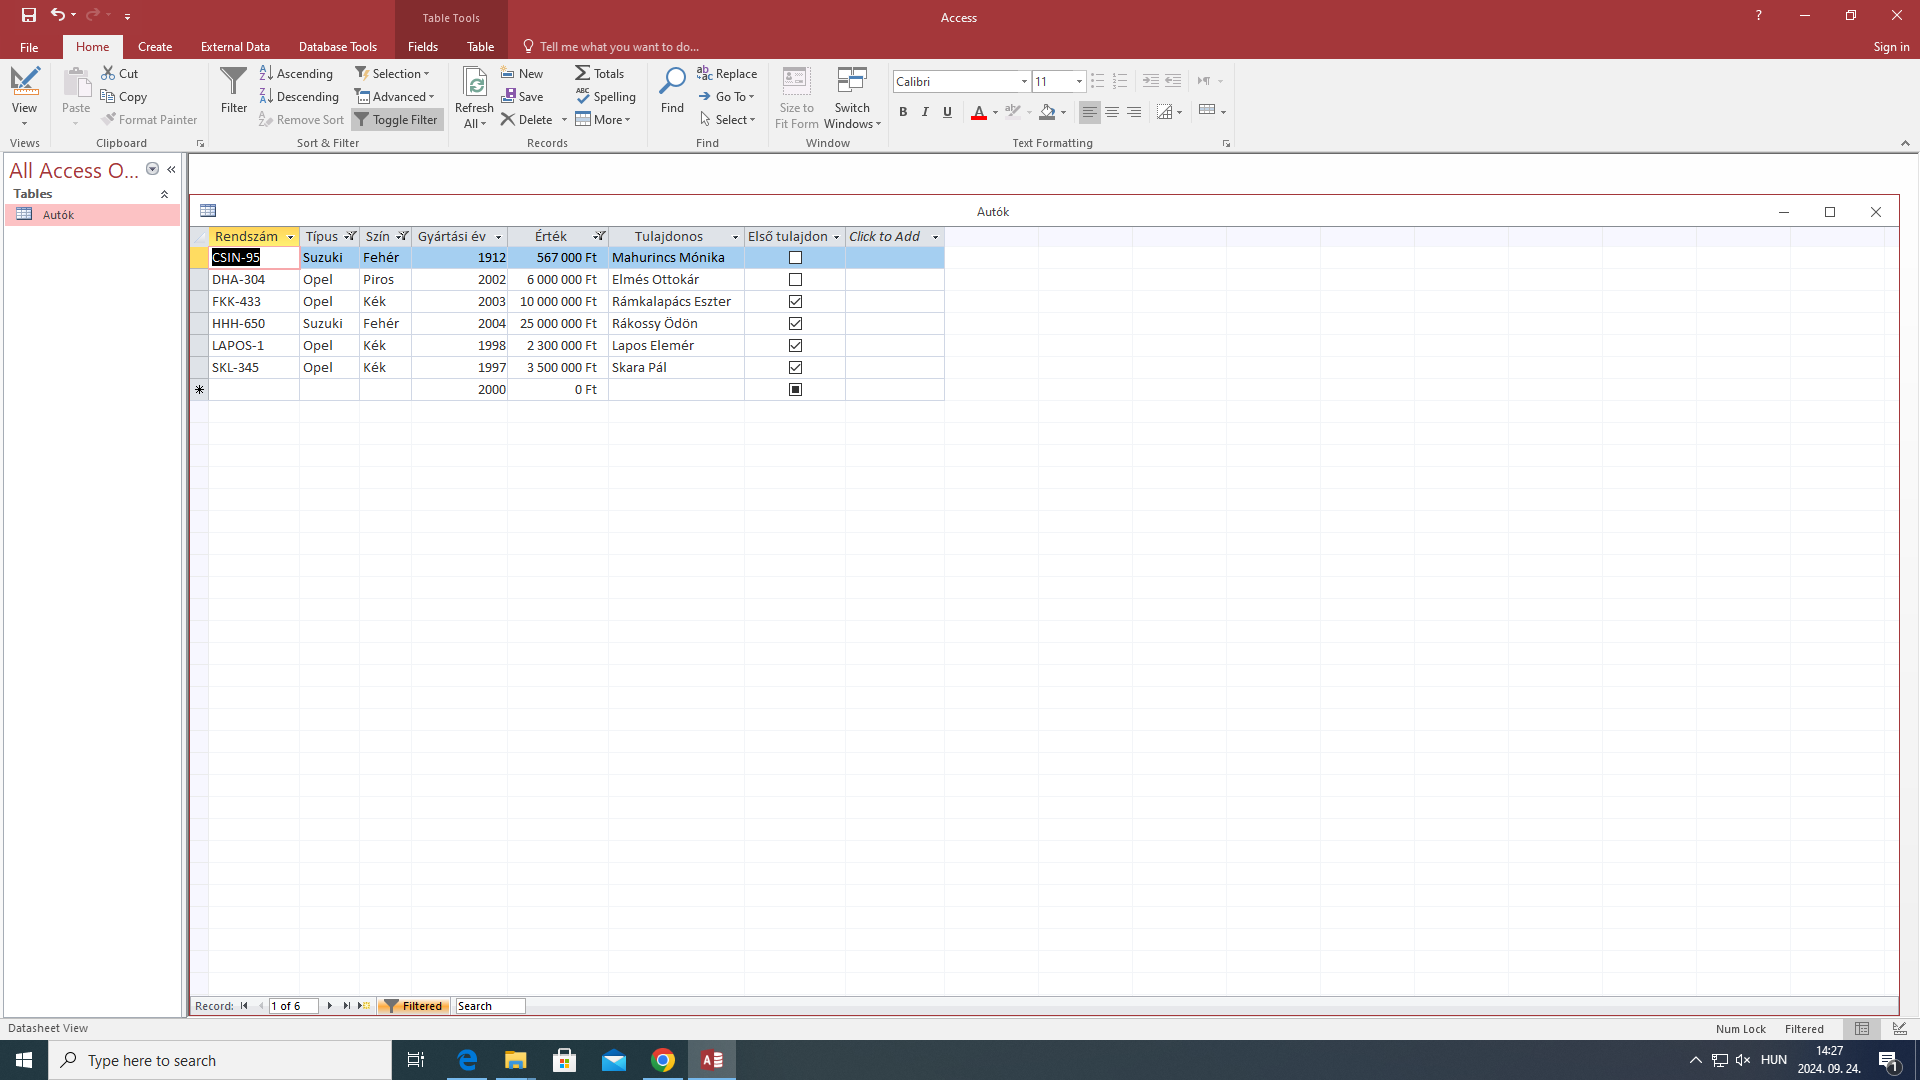 Table Tools
Access
?
File
Home
Create
External Data
Database Tools
Fields
Table
Tell me what you want to do...
Sign in
View
Paste
Cut
Copy
Format Painter
Filter
Ascending
Descending
Remove Sort
Selection
Advanced
Toggle Filter
Refresh
All
New
Save
Delete
Totals
Spelling
More
Find
Replace
Go To
Select
Size to
Fit Form
Switch
Windows
Calibri
11
B
I
U
Views
Clipboard
Sort & Filter
Records
Find
Window
Text Formatting
All Access O...
Tables
Autók
Autók
Rendszám Típus Szín Gyártási év Érték Tulajdonos Első tulajdon Click to Add
CSIN-95 Suzuki Fehér 1912 567 000 Ft Mahurincs Mónika
DHA-304 Opel Piros 2002 6 000 000 Ft Elmés Ottokár
FKK-433 Opel Kék 2003 10 000 000 Ft Rámkalapács Eszter
HHH-650 Suzuki Fehér 2004 25 000 000 Ft Rákossy Ödön
LAPOS-1 Opel Kék 1998 2 300 000 Ft Lapos Elemér
SKL-345 Opel Kék 1997 3 500 000 Ft Skara Pál
2000 0 Ft
Record: 1 of 6 Filtered Search
Datasheet View
Num Lock
Filtered
Type here to search
HUN
14:27
2024. 09. 24.
1